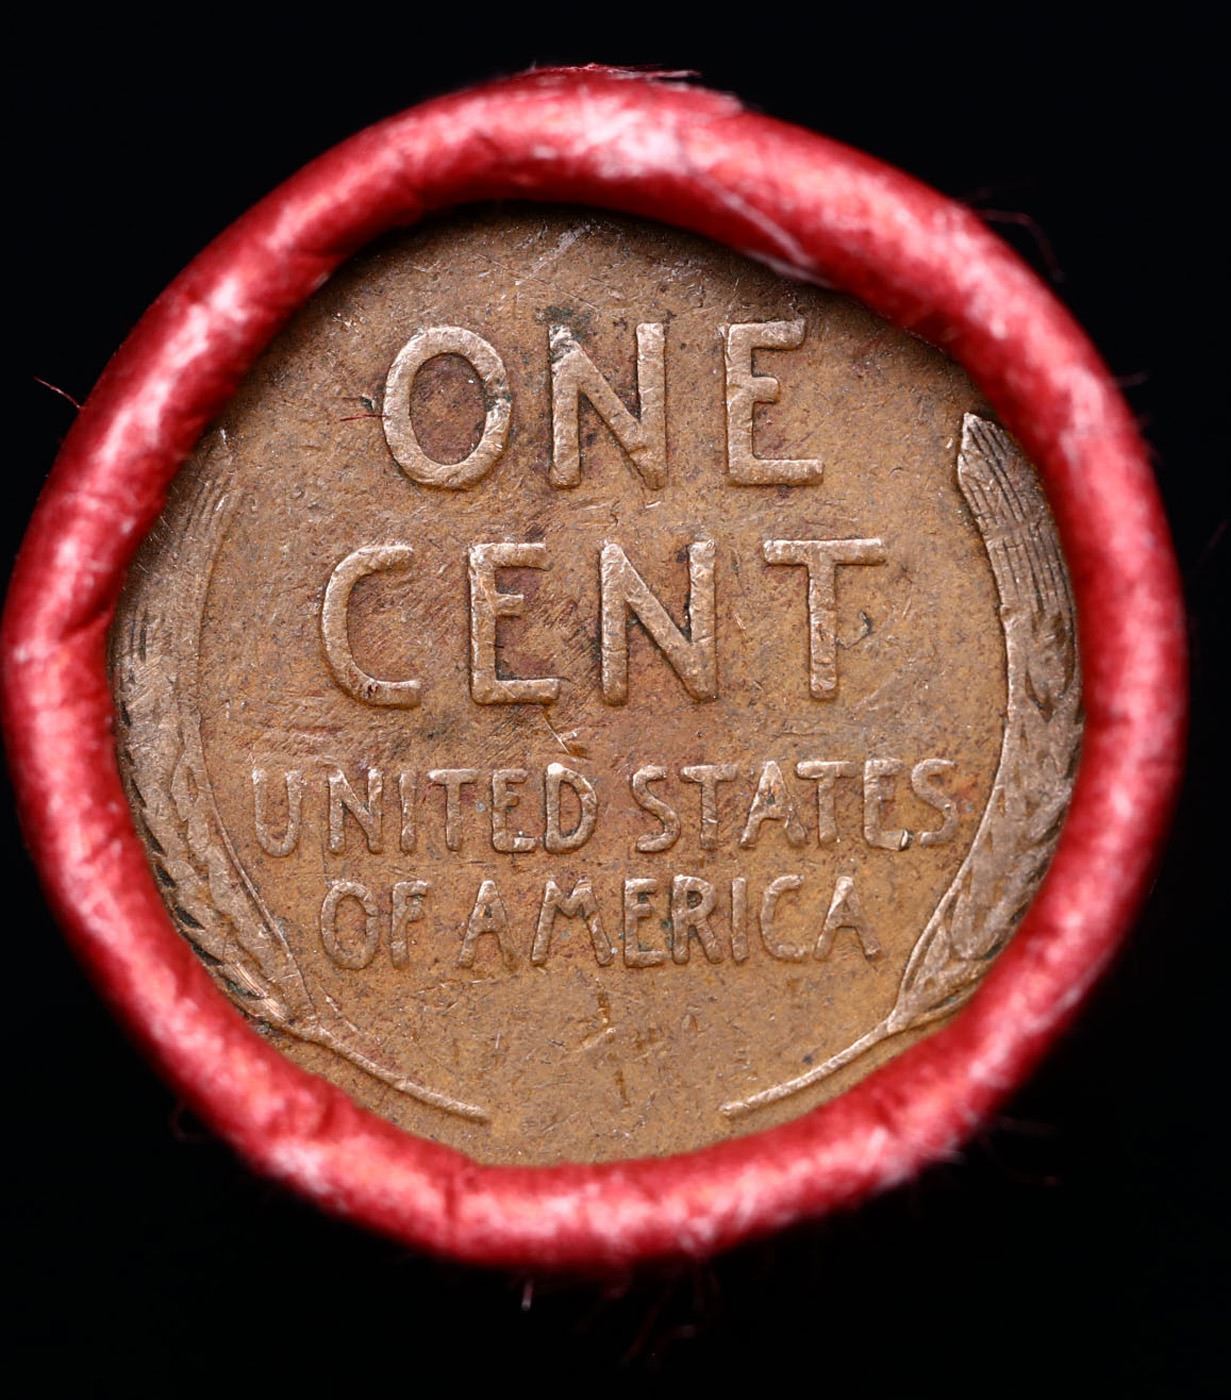 ONE
CENT
UNITED STATES
OF AMERICA